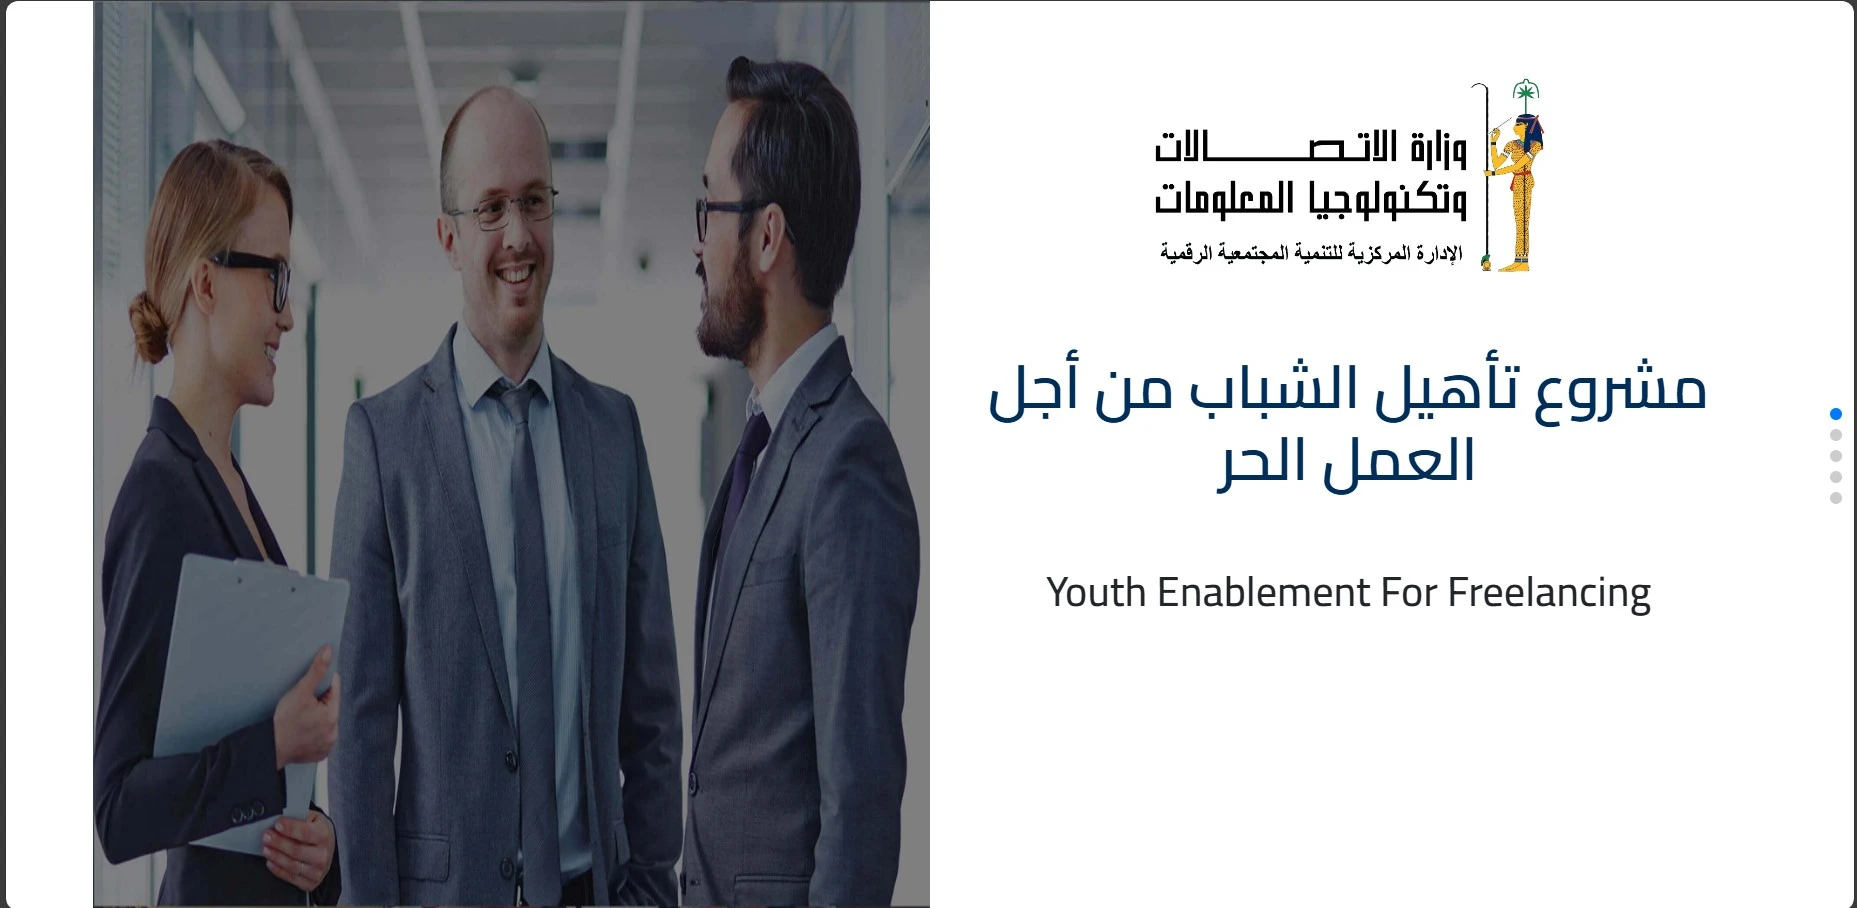 وزارة الاتصالات
وتكنولوجيا المعلومات
الإدارة المركزية للتنمية المجتمعية الرقمية
مشروع تأهيل الشباب من أجل
العمل الحر
Youth Enablement For Freelancing